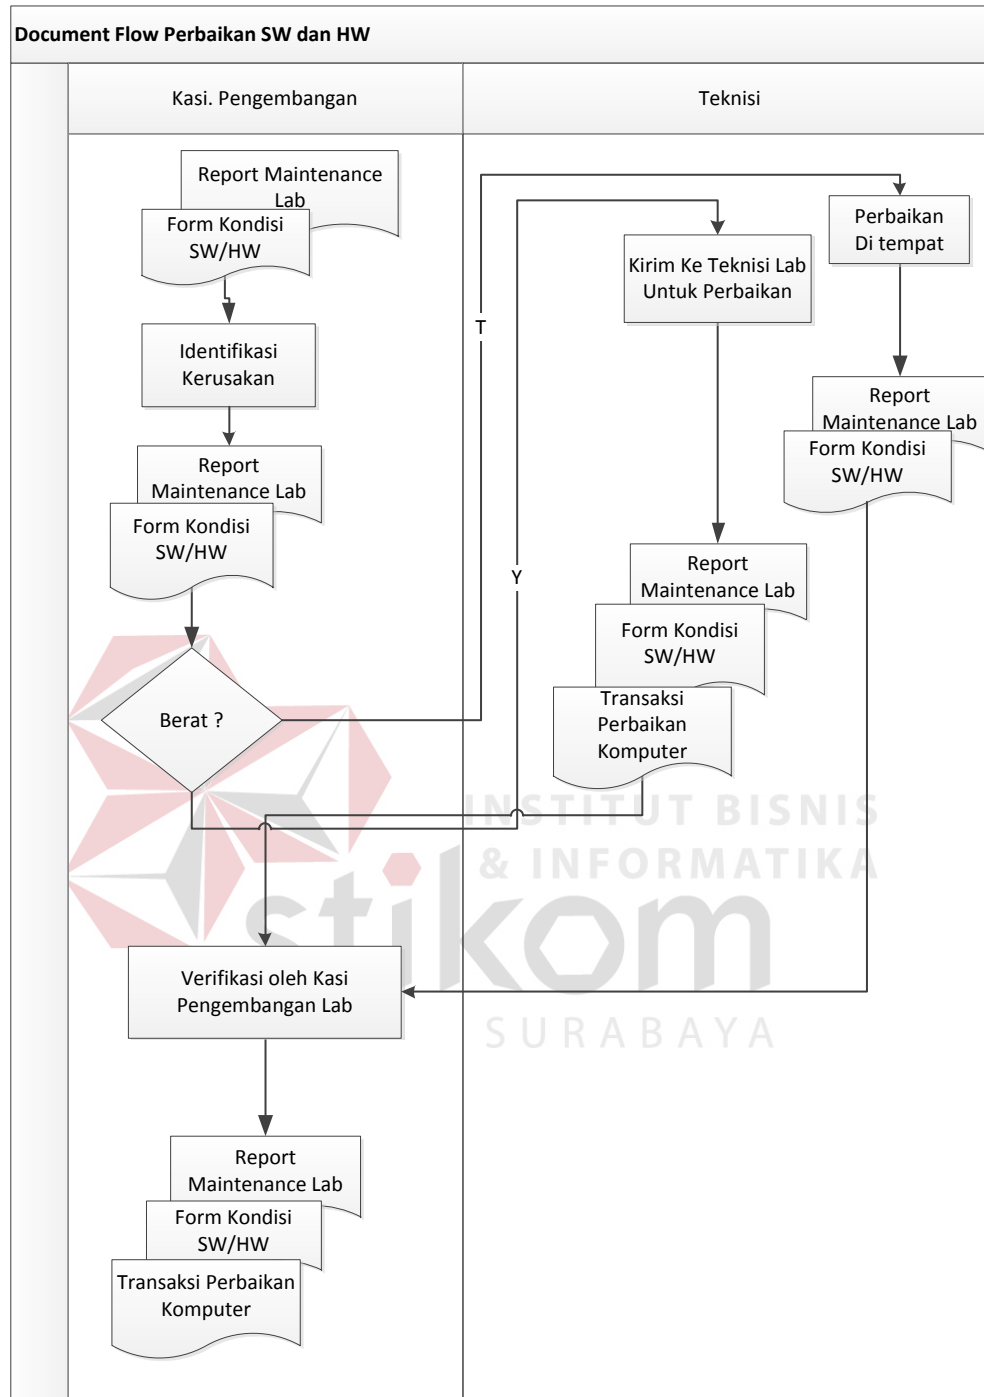 Document Flow Perbaikan SW dan HW
Kasi. Pengembangan
Teknisi
Report Maintenance
Lab
Form Kondisi
SW/HW
Identifikasi
Kerusakan
Report
Maintenance Lab
Form Kondisi
SW/HW
Berat ?
T
Y
Kirim Ke Teknisi Lab
Untuk Perbaikan
Perbaikan
Di tempat
Report
Maintenance Lab
Form Kondisi
SW/HW
Report
Maintenance Lab
Form Kondisi
SW/HW
Transaksi
Perbaikan
Komputer
INSTITUT BISNIS
& INFORMATIKA
stikom
SURABAYA
Verifikasi oleh Kasi
Pengembangan Lab
Report
Maintenance Lab
Form Kondisi
SW/HW
Transaksi Perbaikan
Komputer